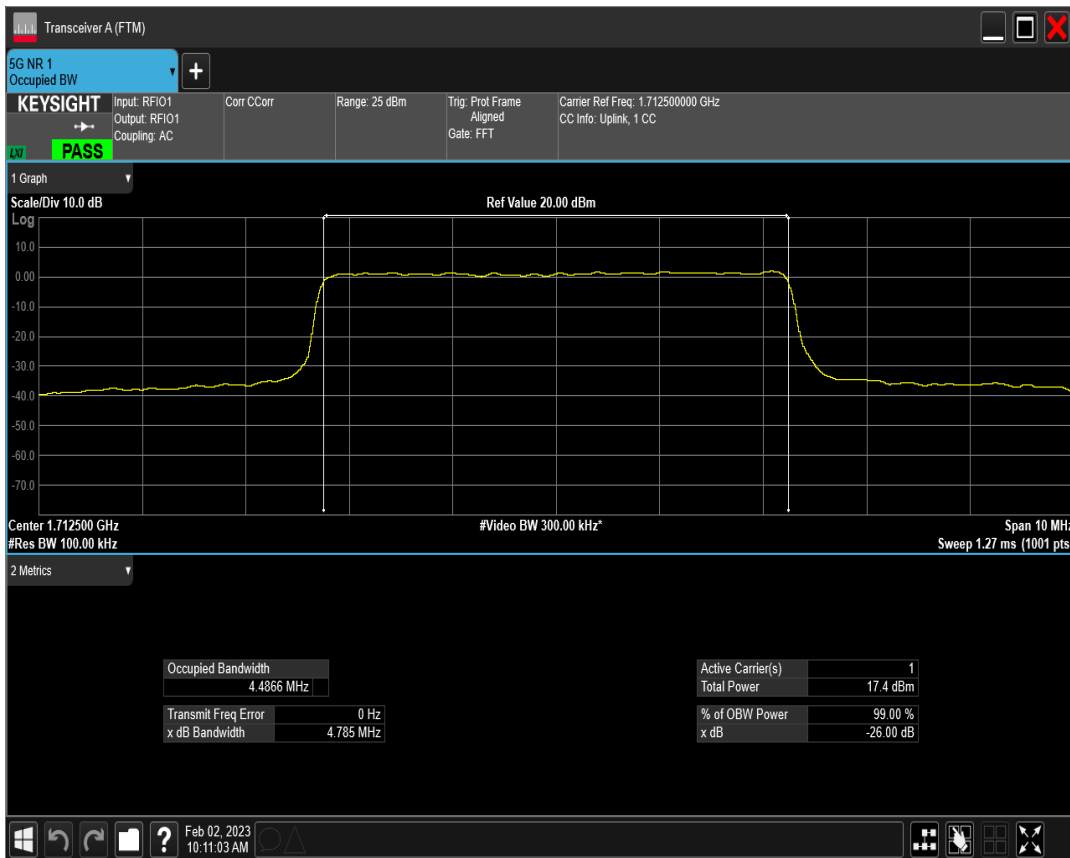 Transceiver A (FTM)
5G NR 1
Occupied BW
+
KEYSIGHT
LXI
PASS
Input: RFIO1
Output: RFIO1
Coupling: AC
Corr CCorr
Range: 25 dBm
Trig: Prot Frame
Aligned
Gate: FFT
Carrier Ref Freq: 1.712500000 GHz
CC Info: Uplink, 1 CC
1 Graph
Scale/Div 10.0 dB
Ref Value 20.00 dBm
Log
10.0
0.00
-10.0
-20.0
-30.0
-40.0
-50.0
-60.0
-70.0
Center 1.712500 GHz
#Video BW 300.00 kHz*
Span 10 MHz
#Res BW 100.00 kHz
Sweep 1.27 ms (1001 pts
2 Metrics
Occupied Bandwidth
4.4866 MHz
Transmit Freq Error 0 Hz
x dB Bandwidth 4.785 MHz
Active Carrier(s) 1
Total Power 17.4 dBm
% of OBW Power 99.00 %
x dB -26.00 dB
?
Feb 02, 2023
10:11:03 AM